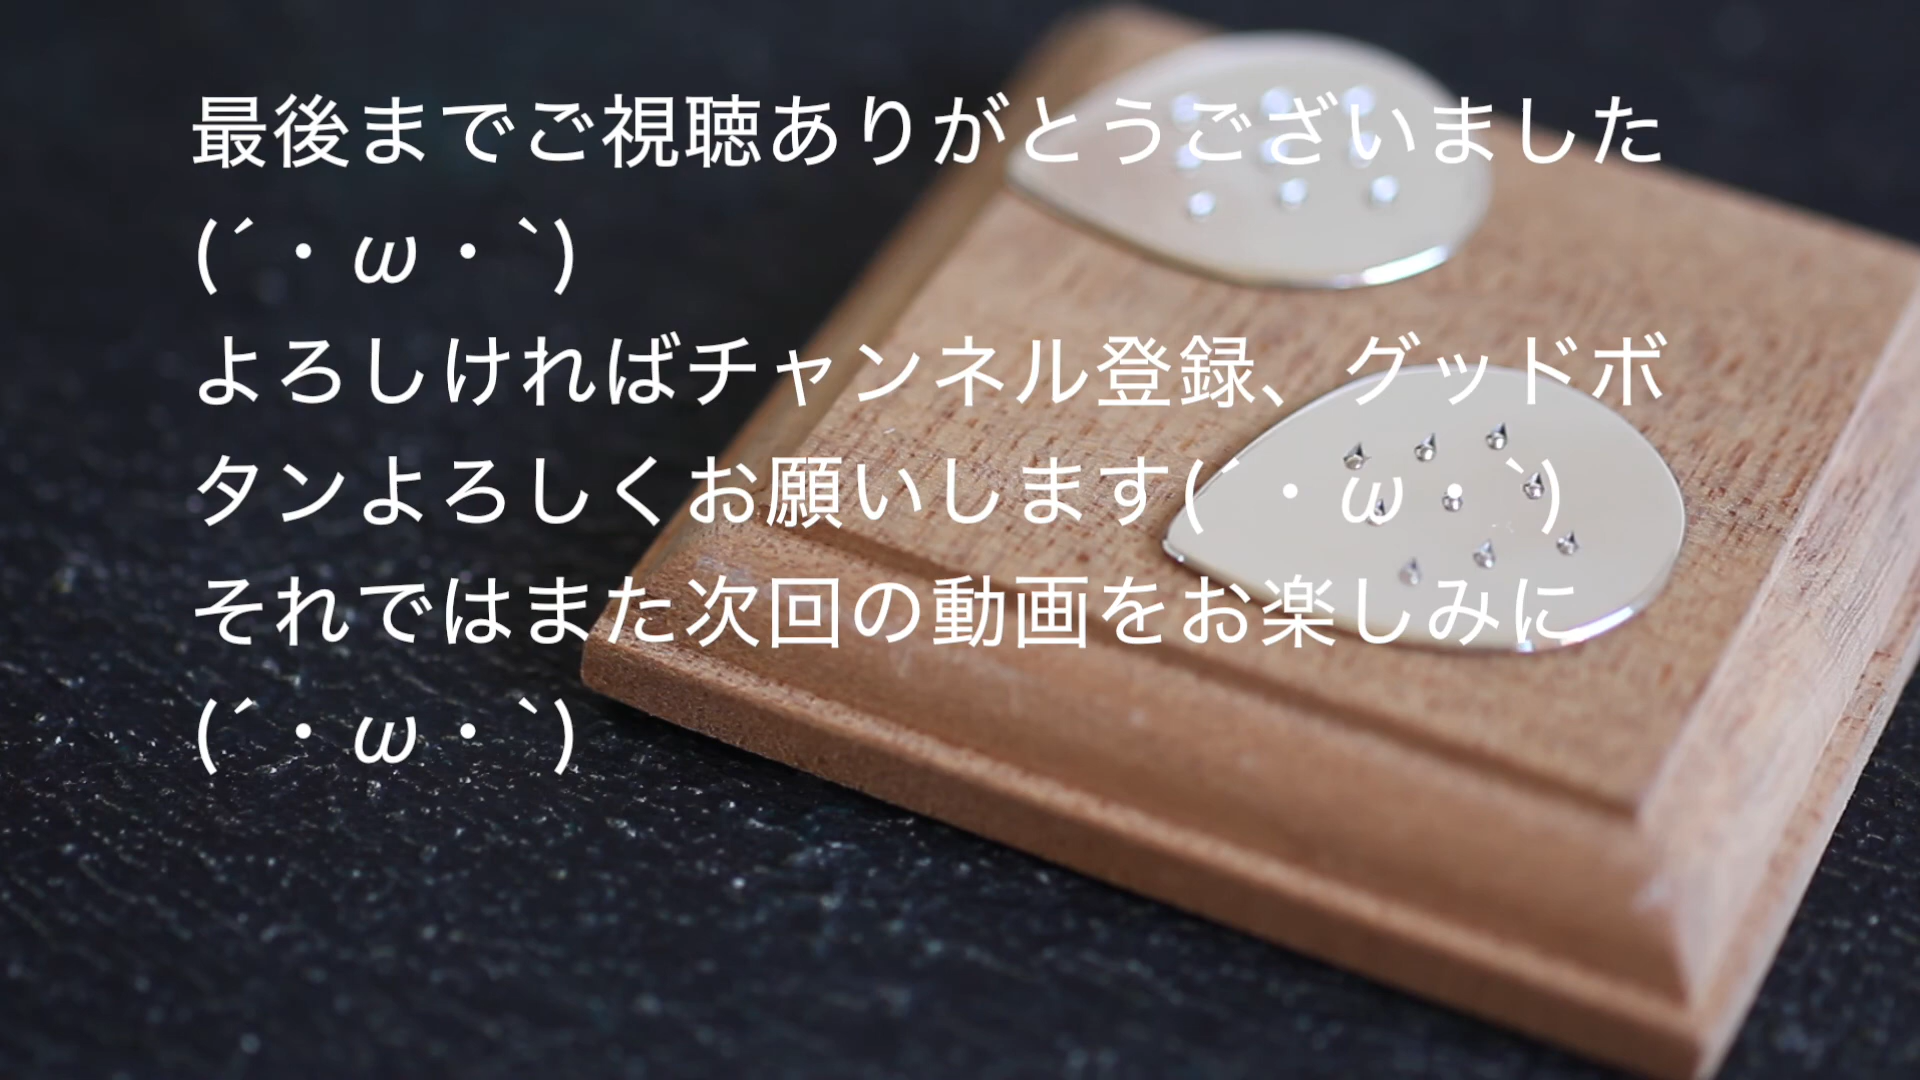 最後までご視聴ありがとうございました
(´・ω・`)
よろしければチャンネル登録、グッドボ
タンよろしくお願いします(´・ω・`)
それではまた次回の動画をお楽しみに
(´・ω・`)